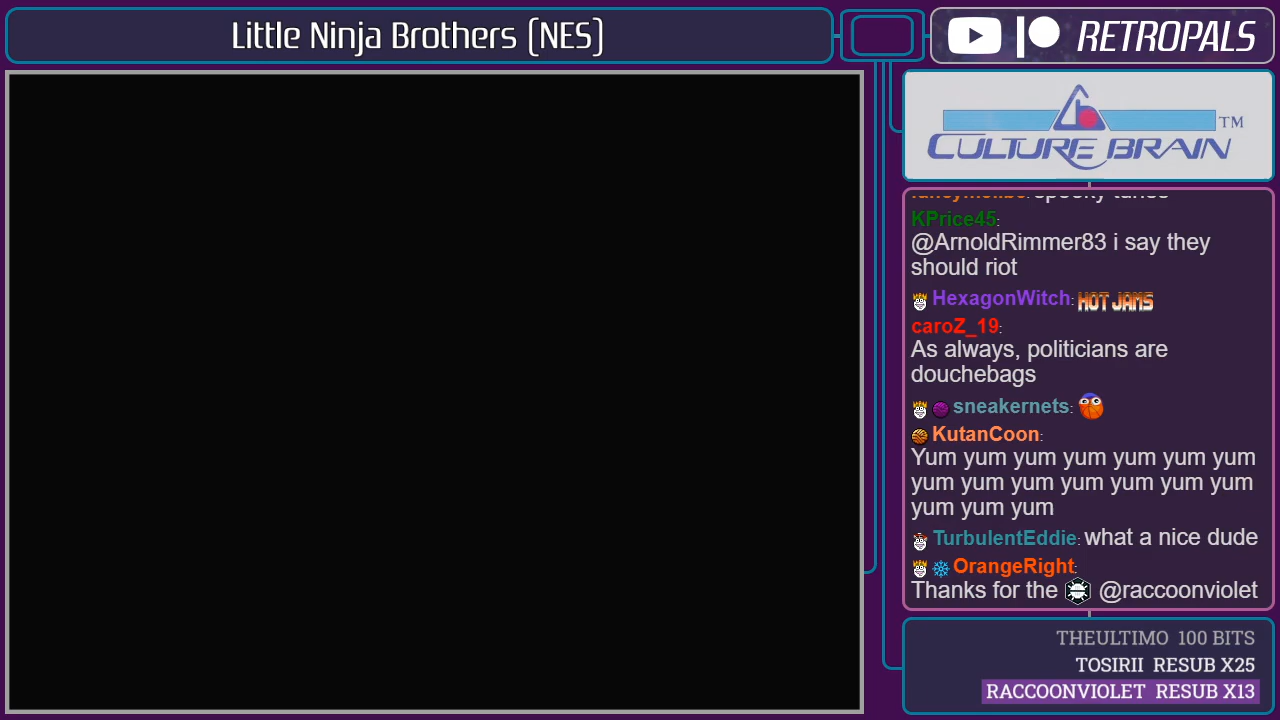 Little Ninja Brothers (NES)
RETROPALS
CULTURE BRAIN TM
KPrice45:
@ArnoldRimmer83 i say they
should riot
HexagonWitch: HOT JAMS
caroZ_19:
As always, politicians are
douchebags
sneakernets:
KutanCoon:
Yum yum yum yum yum yum yum
yum yum yum yum yum yum yum
yum yum yum
TurbulentEddie: what a nice dude
OrangeRight:
Thanks for the @raccoonviolet
THEULTIMO 100 BITS
TOSIRII RESUB X25
RACCOONVIOLET RESUB X13